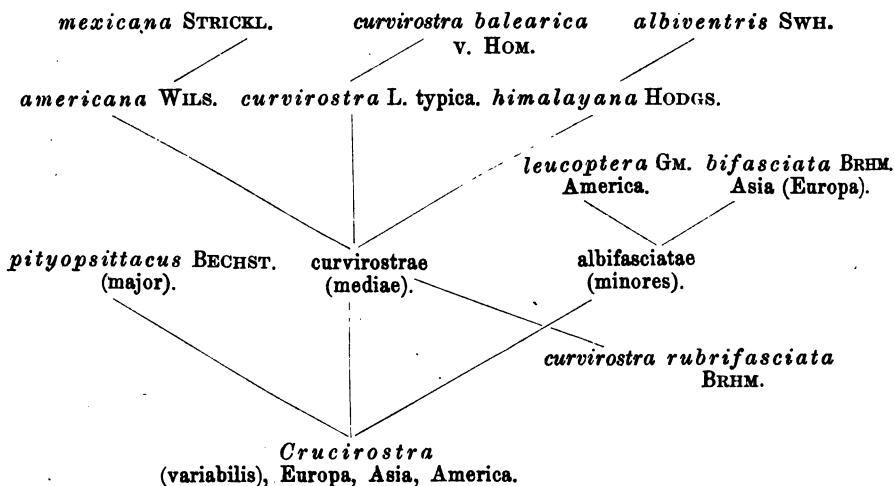 mexicana STRICKL. curvirostra balearica albiventris SWH.
v. HOM.
americana WILS. curvirostra L. typica. himalayana HODGS.
leucoptera GM. bifasciata BRHM.
America. Asia (Europa).
pityopsittacus BECHST. curvirostrae albifasciatae
(major). (mediae). (minores).
curvirostra rubrifasciata
BRHM.
Crucirostra
(variabilis), Europa, Asia, America.